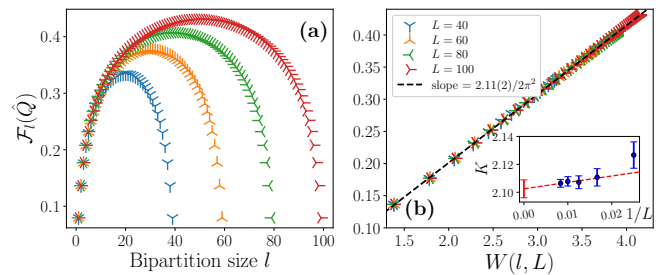 (a)
0.4
0.3
0.2
0.1
0
20
40
60
80
100
Bipartition size l
F_l(Q̂)
L = 40
L = 60
L = 80
L = 100
slope = 2.11(2)/2π²
0.40
0.35
0.30
0.25
0.20
0.15
0.10
(b)
1.5
2.0
2.5
3.0
3.5
4.0
W(l, L)
K
2.14
2.12
2.10
0.00
0.01
0.02
1/L